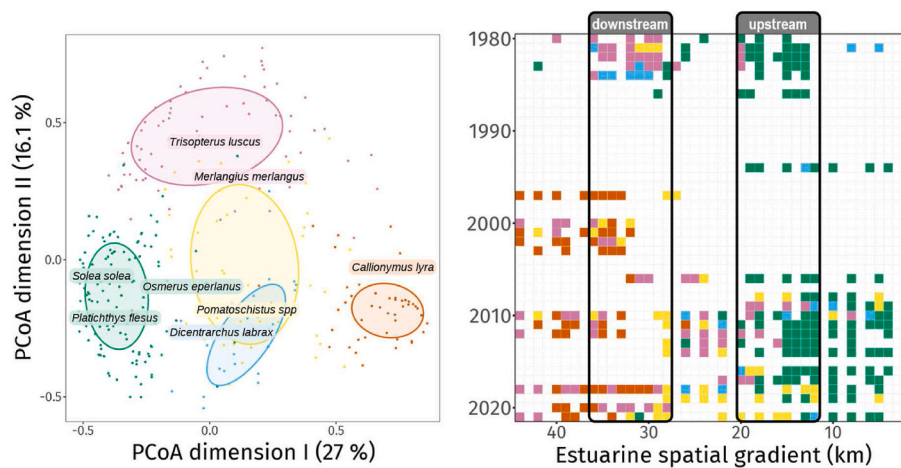 downstream
upstream
0.5
0.0
-0.5
PCoA dimension II (16.1 %)
Trisopterus luscus
Merlangius merlangus
Callionymus lyra
Solea solea
Osmerus eperlanus
Platichthys flesus
Pomatoschistus spp
Dicentrarchus labrax
-0.5
0.0
0.5
PCoA dimension I (27 %)
1980
1990
2000
2010
2020
40
30
20
10
Estuarine spatial gradient (km)